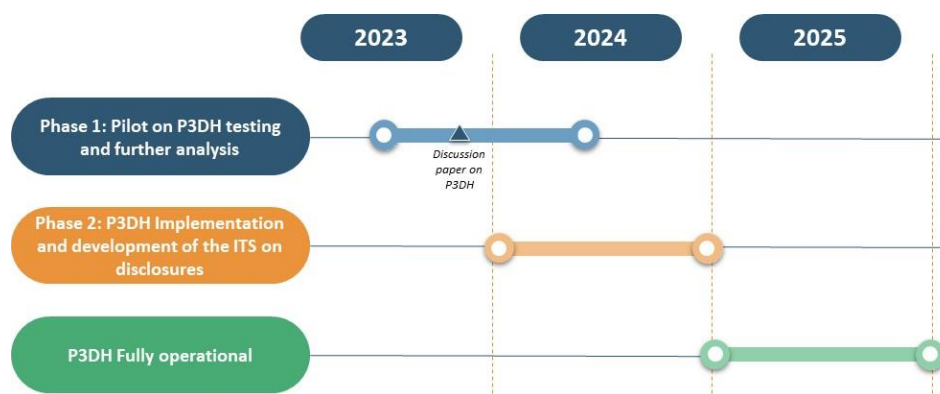 2023
2024
2025
Phase 1: Pilot on P3DH testing
and further analysis
Discussion
paper on
P3DH
Phase 2: P3DH Implementation
and development of the ITS on
disclosures
P3DH Fully operational